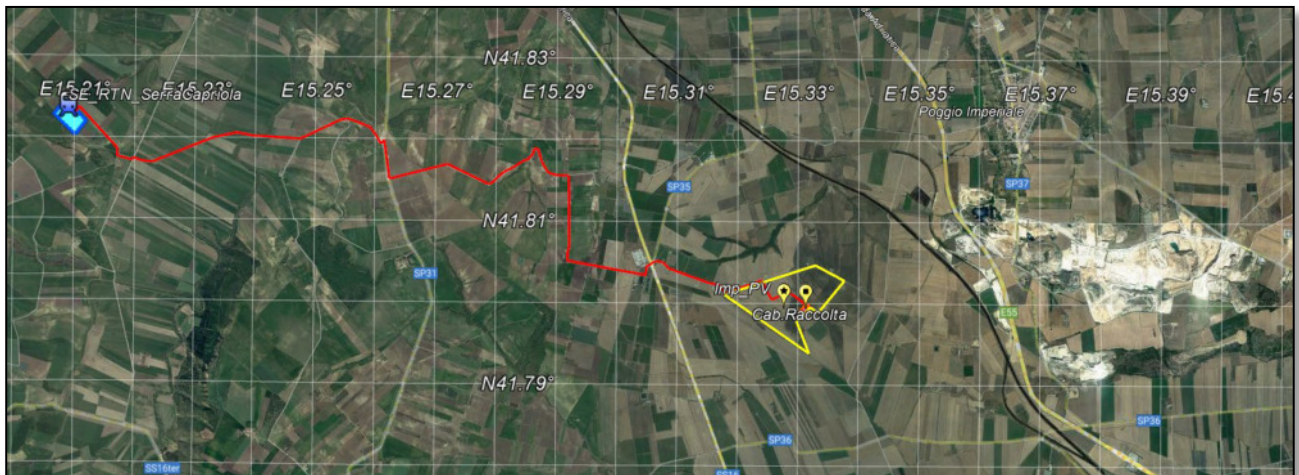 N41.83°
E15.21°
E15.23°
E15.25°
E15.27°
E15.29°
E15.31°
E15.33°
E15.35°
E15.37°
E15.39°
SE_RTN_SerraCapriola
Poggio Imperiale
SP37
SP35
N41.81°
SP31
Imp_PV
Cab.Raccolta
E55
N41.79°
SP36
SP36
SS16ter
SS16